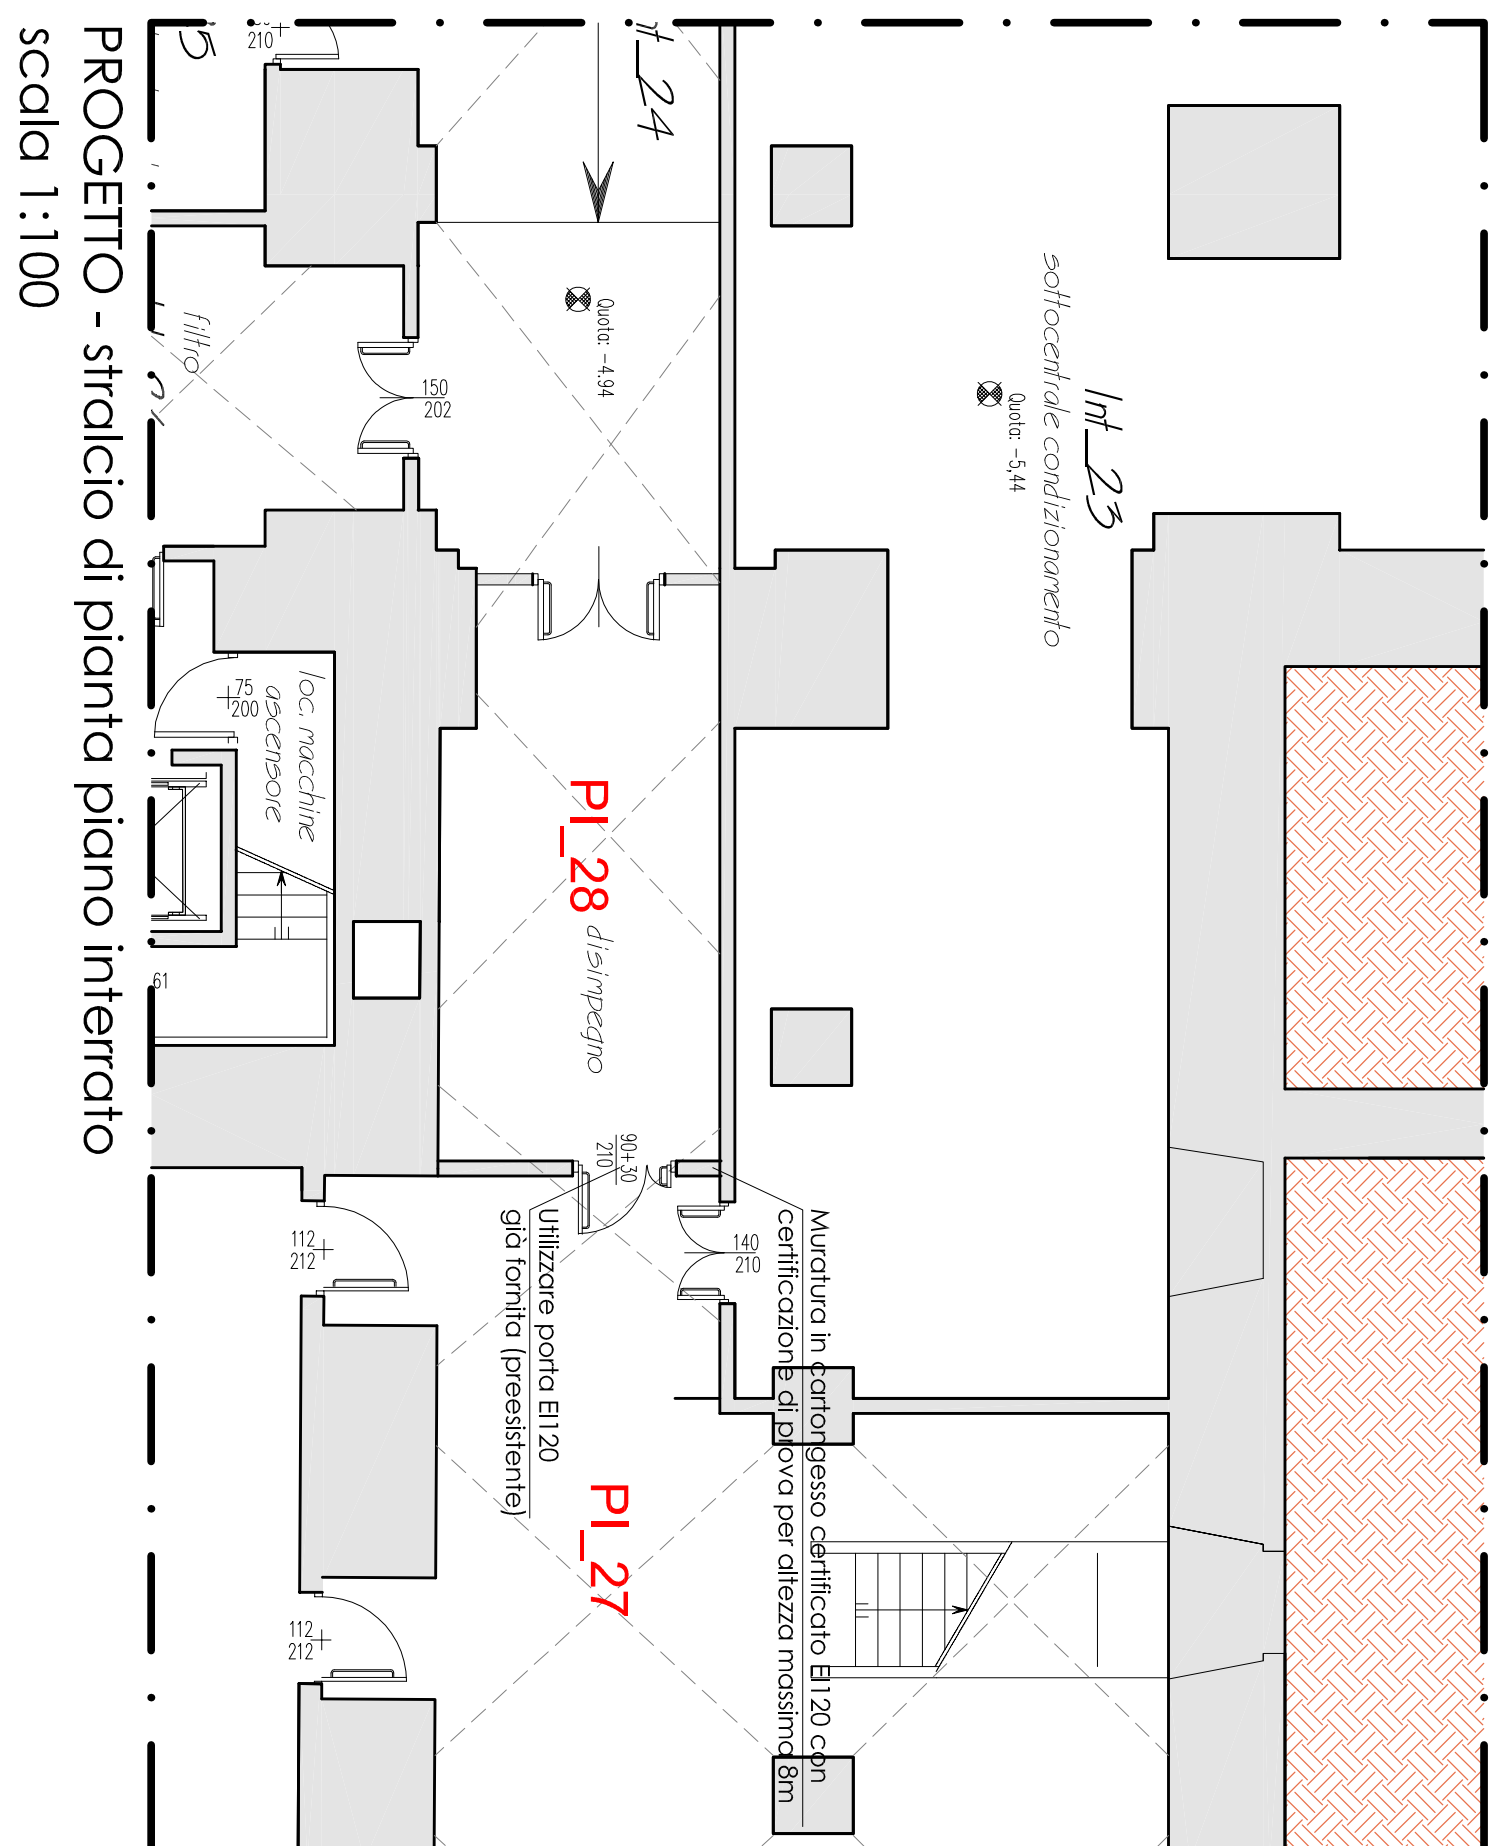 PROGETTO - stralcio di pianta piano interrato
scala 1:100
Int_23
sottocentrale condizionamento
Quota: -5,44
nt_24
Quota: -4.94
150
202
filtro
5
210
75
200
loc. macchine
ascensore
61
PI_28
disimpegno
90+30
210
140
210
Muratura in cartongesso certificato EI120 con
certificazione di prova per altezza massima 8m
Utilizzare porta EI120
già fornita (preesistente)
PI_27
112
212
112
212